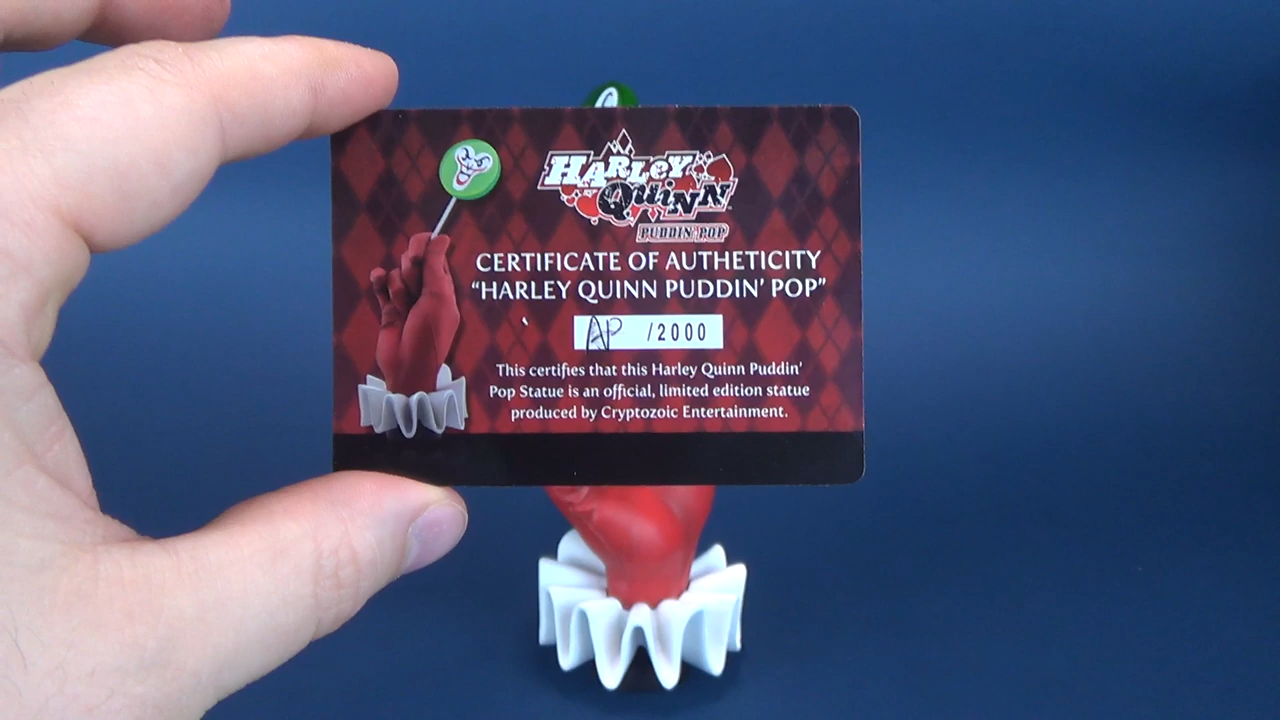 HARLEY
QUINN
PUDDIN' POP
CERTIFICATE OF AUTHETICITY
“HARLEY QUINN PUDDIN’ POP”
AP /2000
This certifies that this Harley Quinn Puddin’
Pop Statue is an official, limited edition statue
produced by Cryptozoic Entertainment.